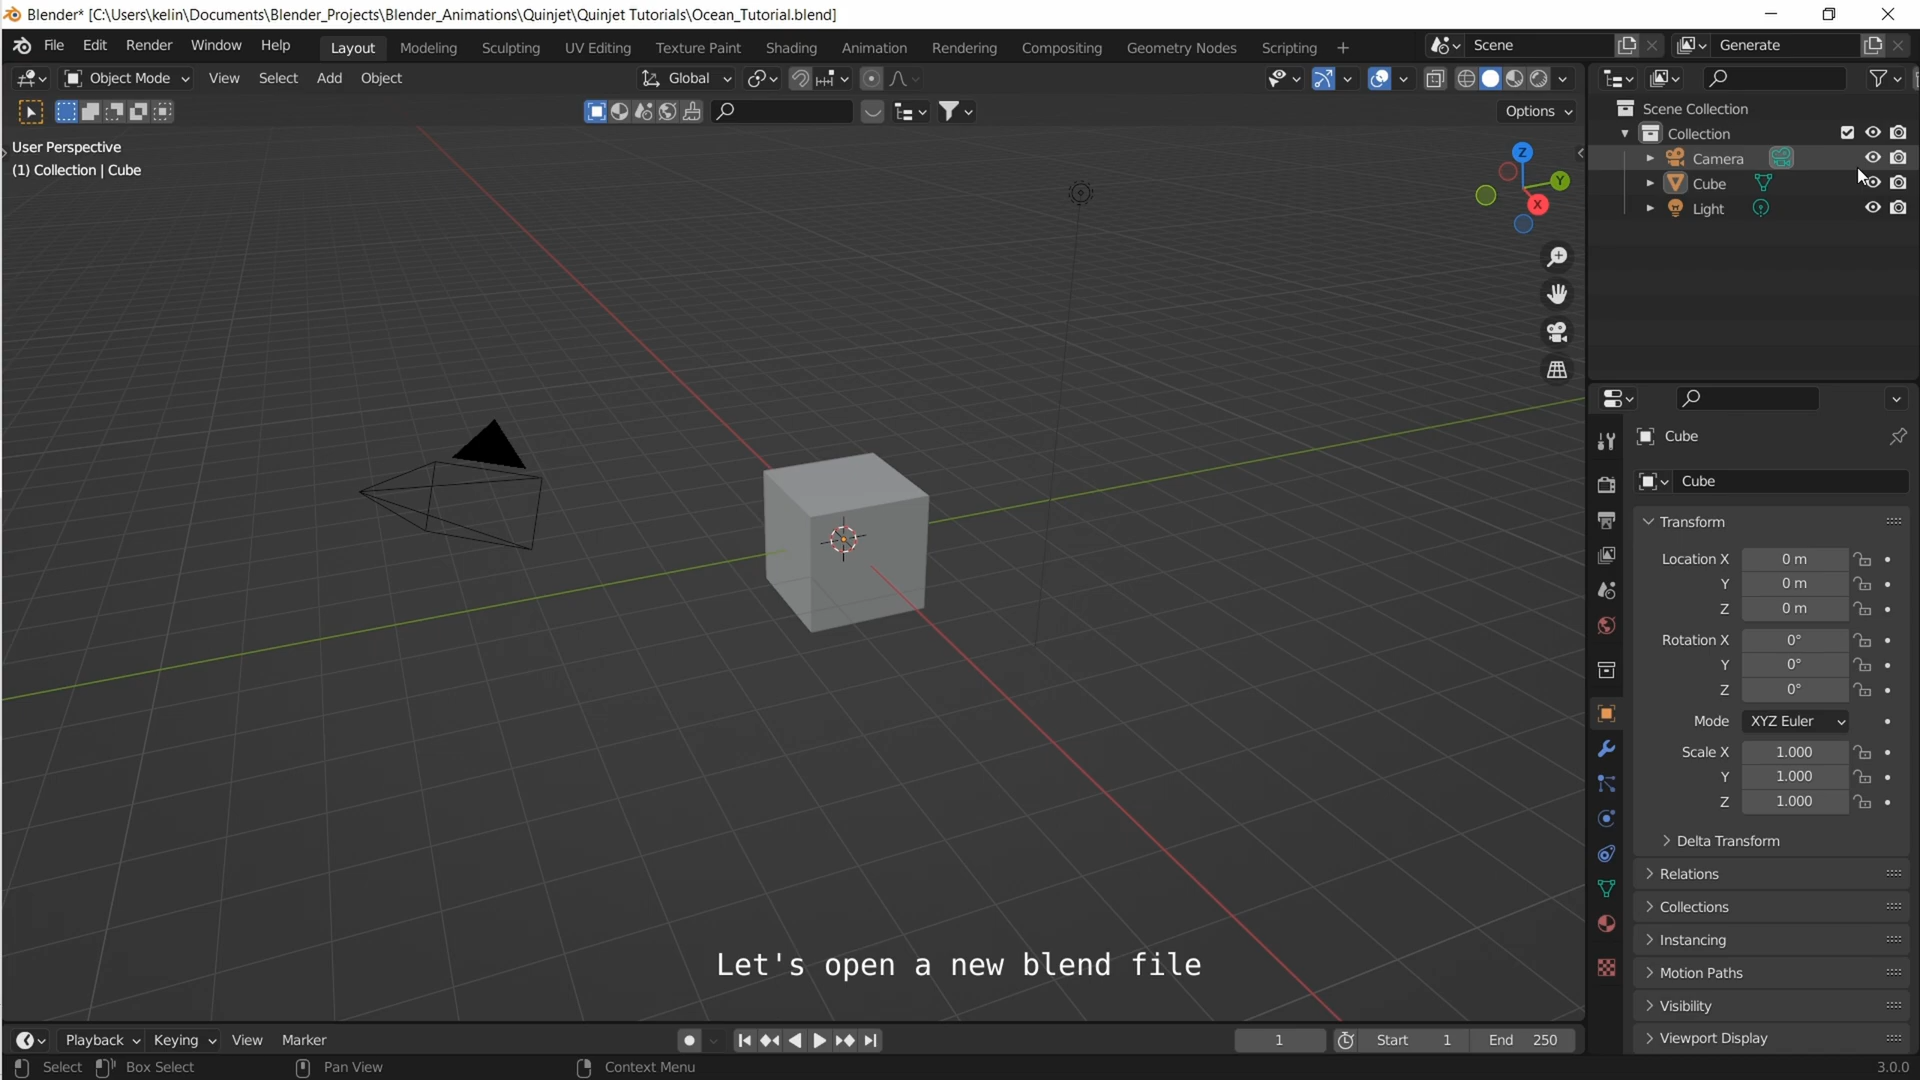 Blender* [C:\Users\kelin\Documents\Blender_Projects\Blender_Animations\Quinjet\Quinjet Tutorials\Ocean_Tutorial.blend]
File Edit Render Window Help Layout Modeling Sculpting UV Editing Texture Paint Shading Animation Rendering Compositing Geometry Nodes Scripting + Scene Generate
Object Mode View Select Add Object Global
Options
User Perspective
(1) Collection | Cube
Z
Y
X
Scene Collection
Collection
Camera
Cube
Light
Cube
Cube
Transform
Location X 0 m
Y 0 m
Z 0 m
Rotation X 0°
Y 0°
Z 0°
Mode XYZ Euler
Scale X 1.000
Y 1.000
Z 1.000
Delta Transform
Relations
Collections
Instancing
Motion Paths
Visibility
Viewport Display
Let's open a new blend file
Playback Keying View Marker 1 Start 1 End 250
Select Box Select Pan View Context Menu 3.0.0